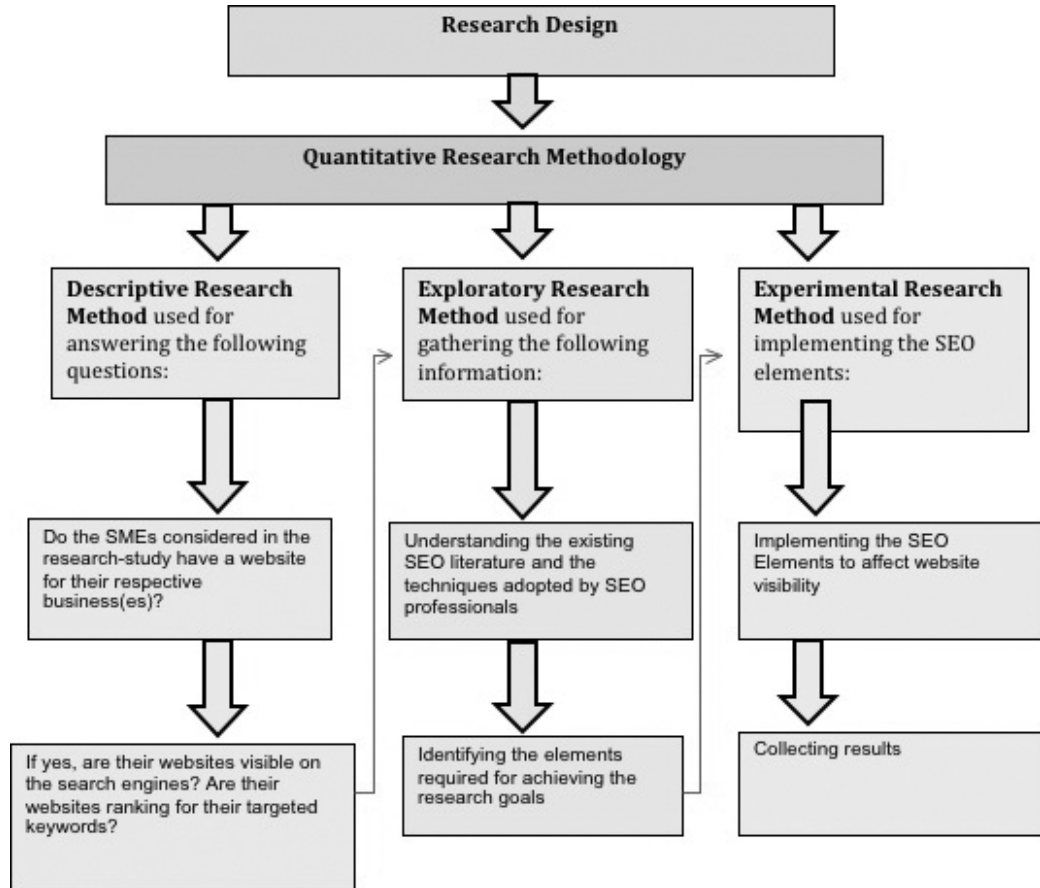 Research Design
Quantitative Research Methodology
Descriptive Research
Method used for
answering the following
questions:
Do the SMEs considered in the
research-study have a website
for their respective
business(es)?
If yes, are their websites visible on
the search engines? Are their
websites ranking for their targeted
keywords?
Exploratory Research
Method used for
gathering the following
information:
Understanding the existing
SEO literature and the
techniques adopted by SEO
professionals
Identifying the elements
required for achieving the
research goals
Experimental Research
Method used for
implementing the SEO
elements:
Implementing the SEO
Elements to affect website
visibility
Collecting results